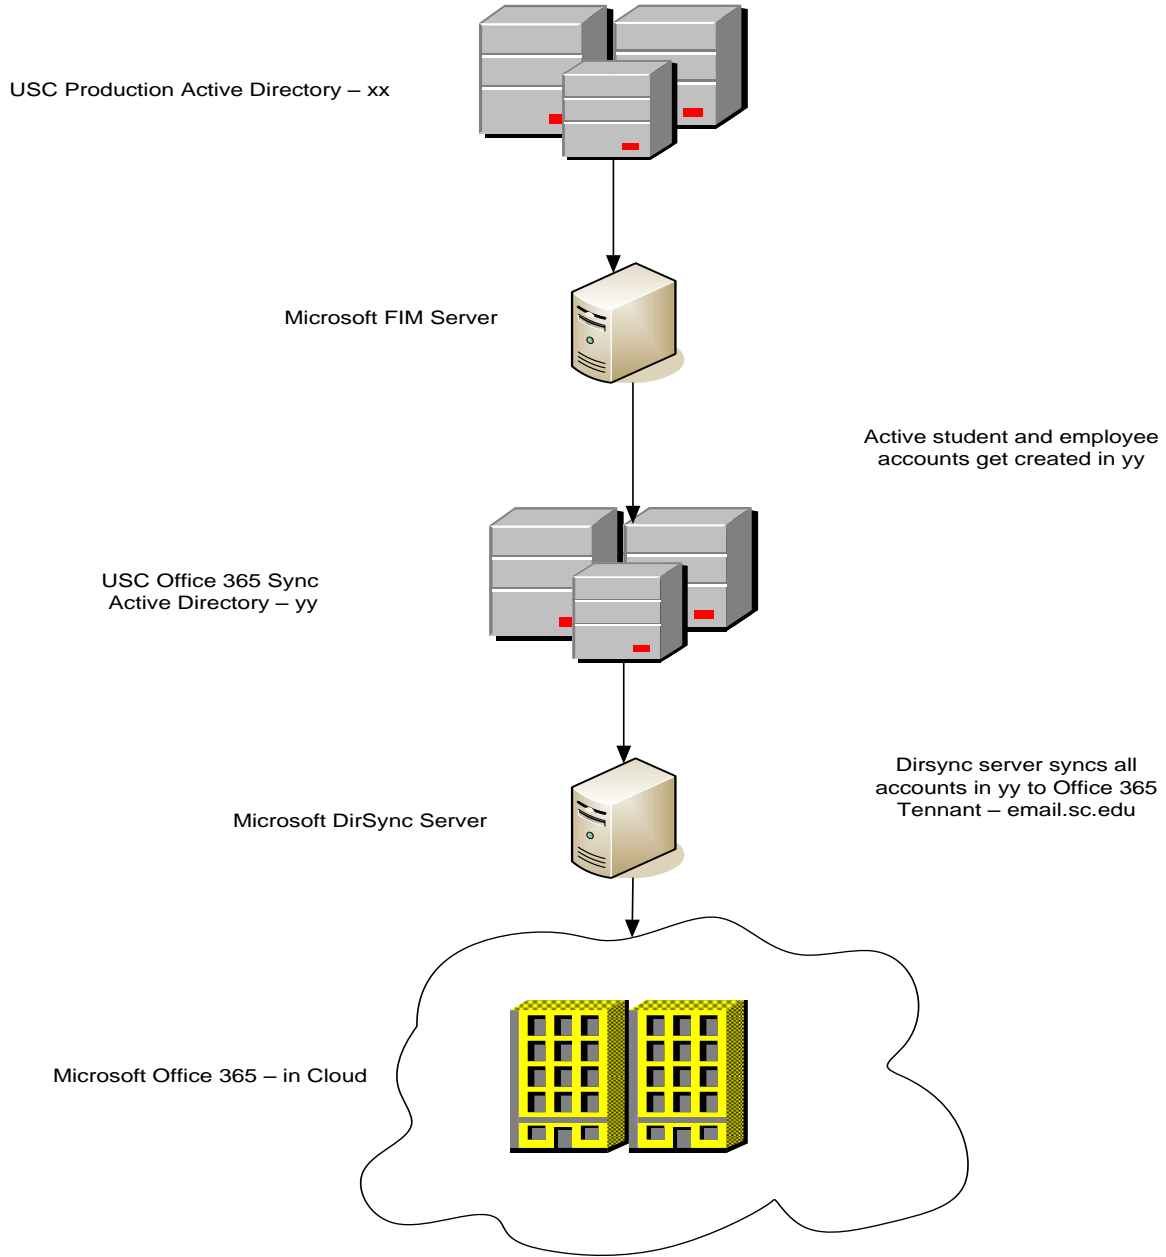 USC Production Active Directory – xx
Microsoft FIM Server
Active student and employee
accounts get created in yy
USC Office 365 Sync
Active Directory – yy
Dirsync server syncs all
accounts in yy to Office 365
Tennant – email.sc.edu
Microsoft DirSync Server
Microsoft Office 365 – in Cloud